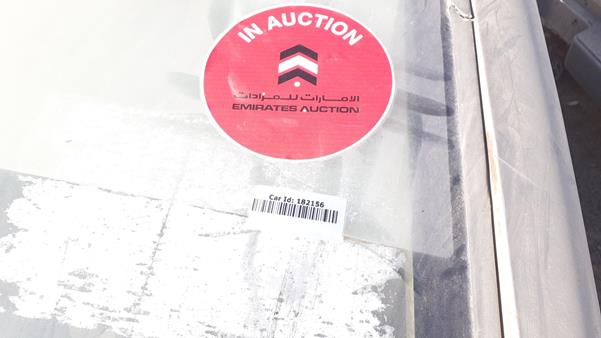 IN AUCTION
الامارات للمزادات
EMIRATES AUCTION
Car Id: 182156